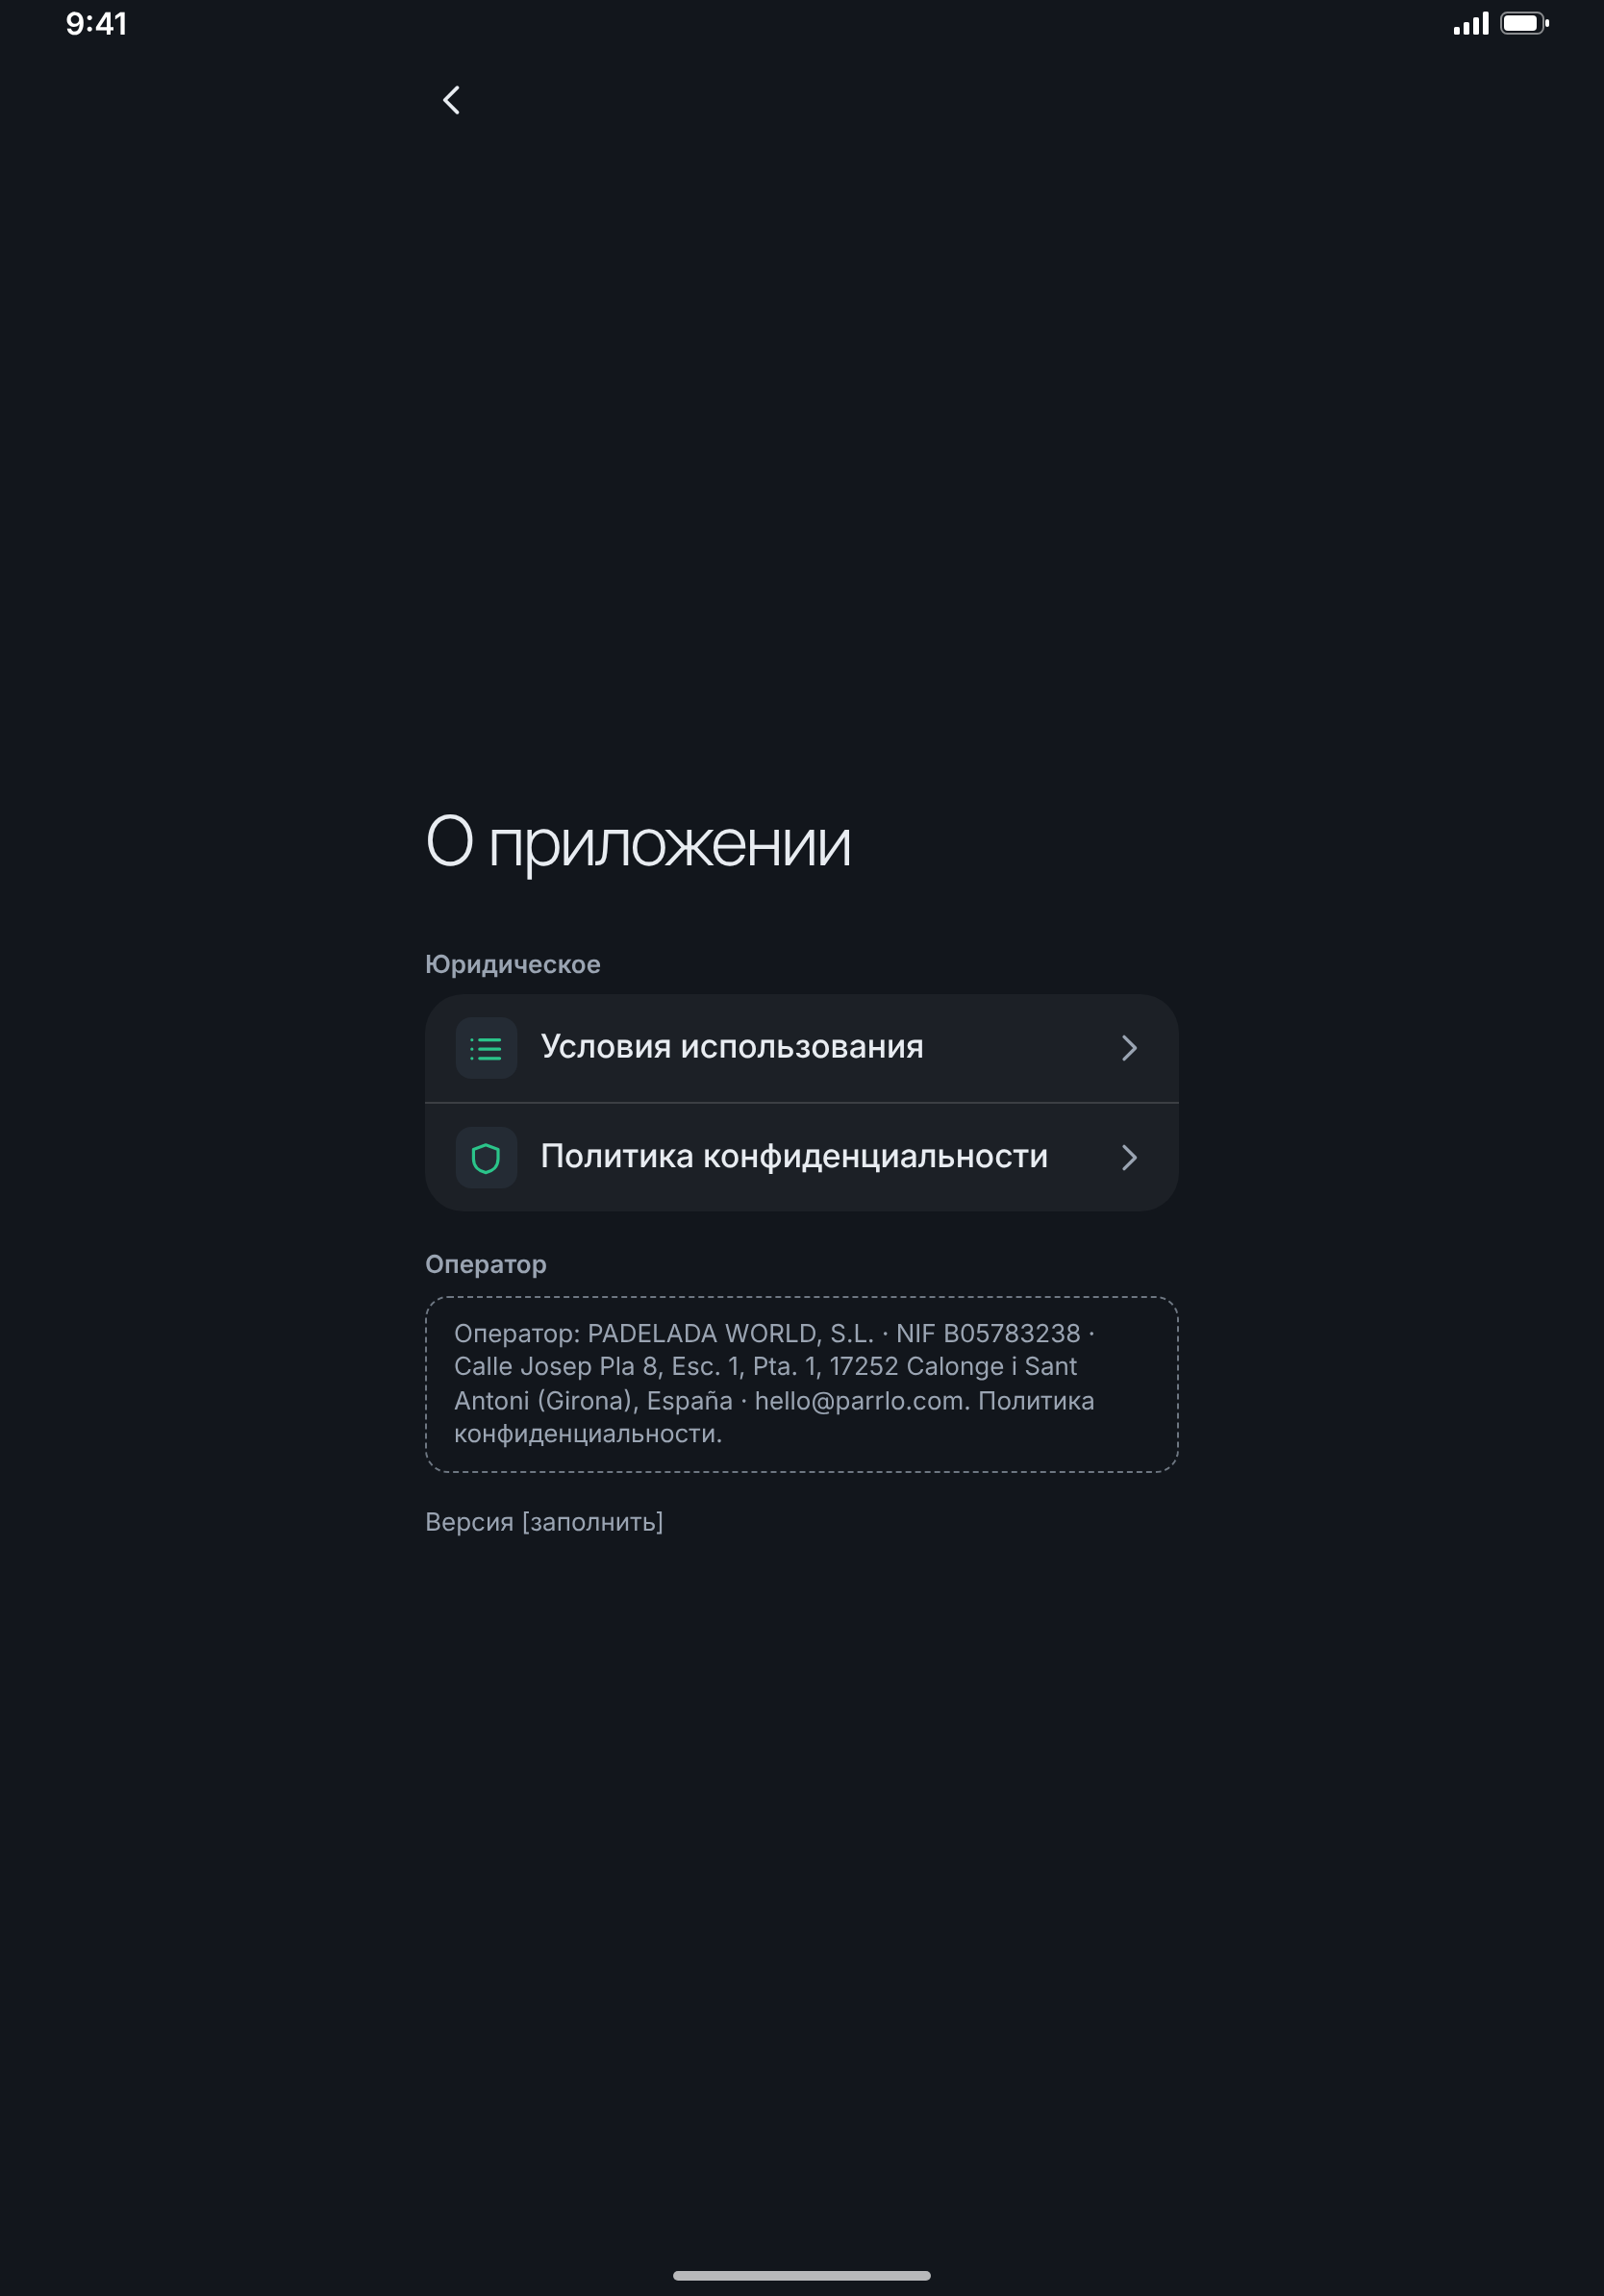 9:41
О приложении
Юридическое
Условия использования
Политика конфиденциальности
Оператор
Оператор: PADELADA WORLD, S.L. · NIF B05783238 ·
Calle Josep Pla 8, Esc. 1, Pta. 1, 17252 Calonge i Sant
Antoni (Girona), España · hello@parrlo.com. Политика
конфиденциальности.
Версия [заполнить]